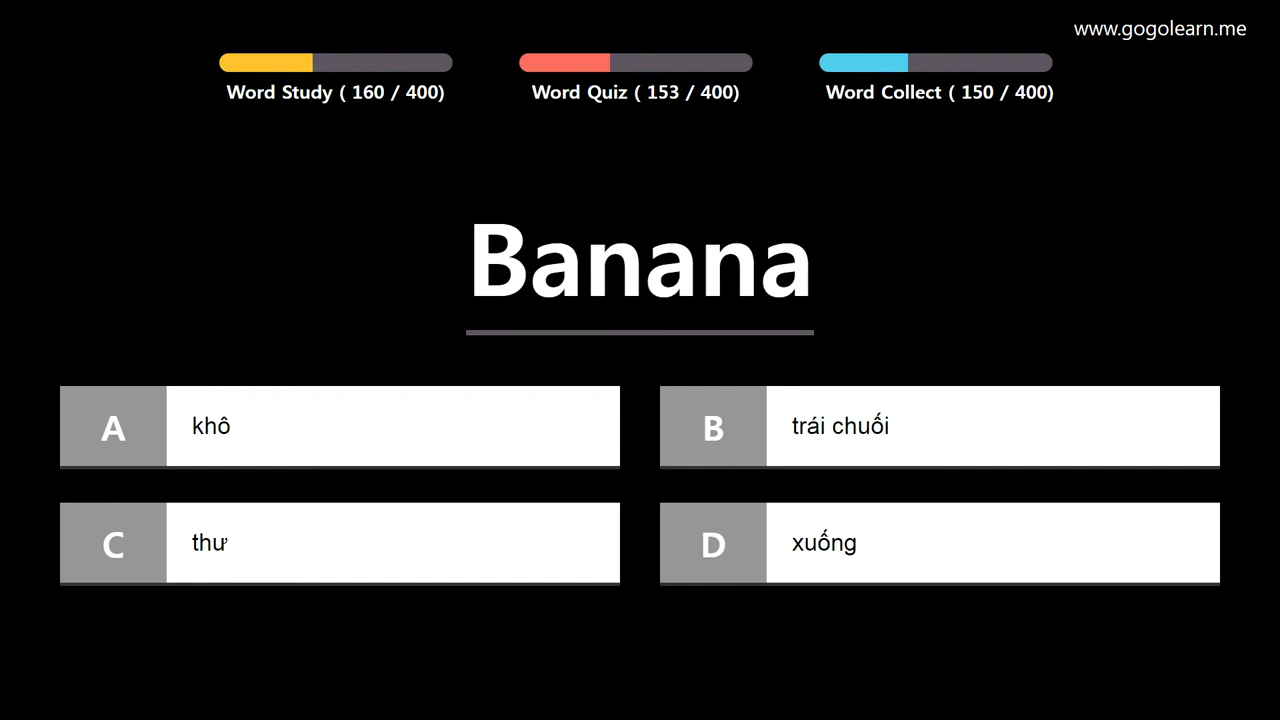 www.gogolearn.me
Word Study ( 160 / 400)
Word Quiz ( 153 / 400)
Word Collect ( 150 / 400)
Banana
A khô
B trái chuối
C thư
D xuống